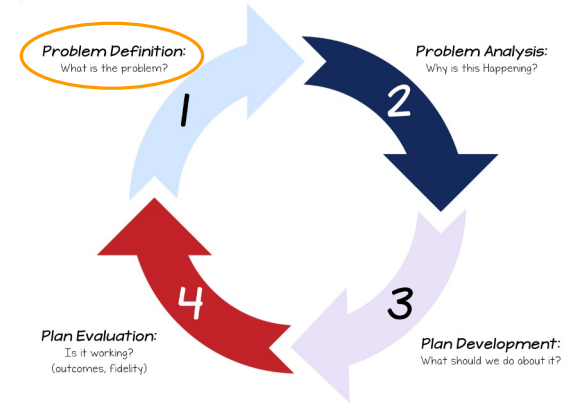 Problem Definition:
What is the problem?
1
Problem Analysis:
Why is this Happening?
2
3
Plan Development:
What should we do about it?
4
Plan Evaluation:
Is it working?
(outcomes, fidelity)